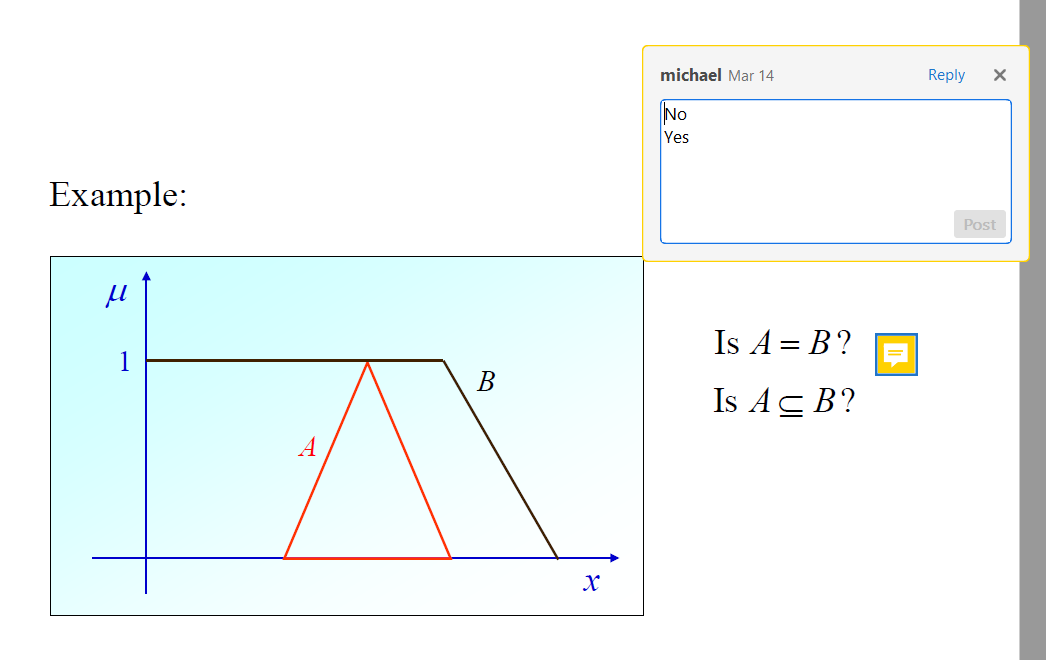 michael Mar 14 Reply
No
Yes
Post
Example:
μ
1
B
A
x
Is A = B?
Is A ⊆ B?